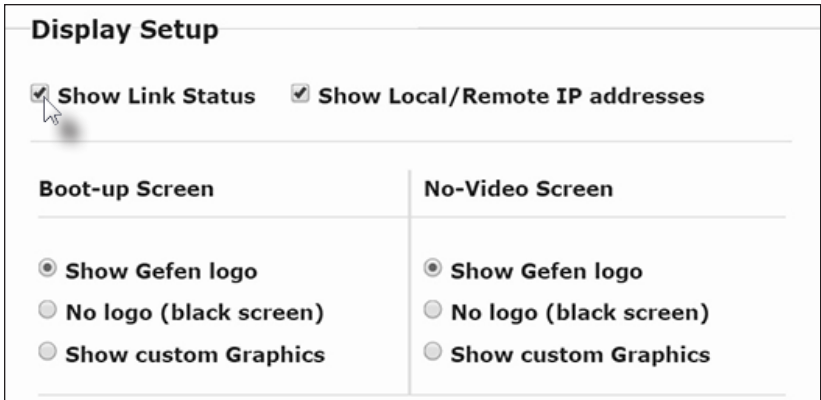 Display Setup
Show Link Status Show Local/Remote IP addresses
Boot-up Screen
Show Gefen logo
No logo (black screen)
Show custom Graphics
No-Video Screen
Show Gefen logo
No logo (black screen)
Show custom Graphics